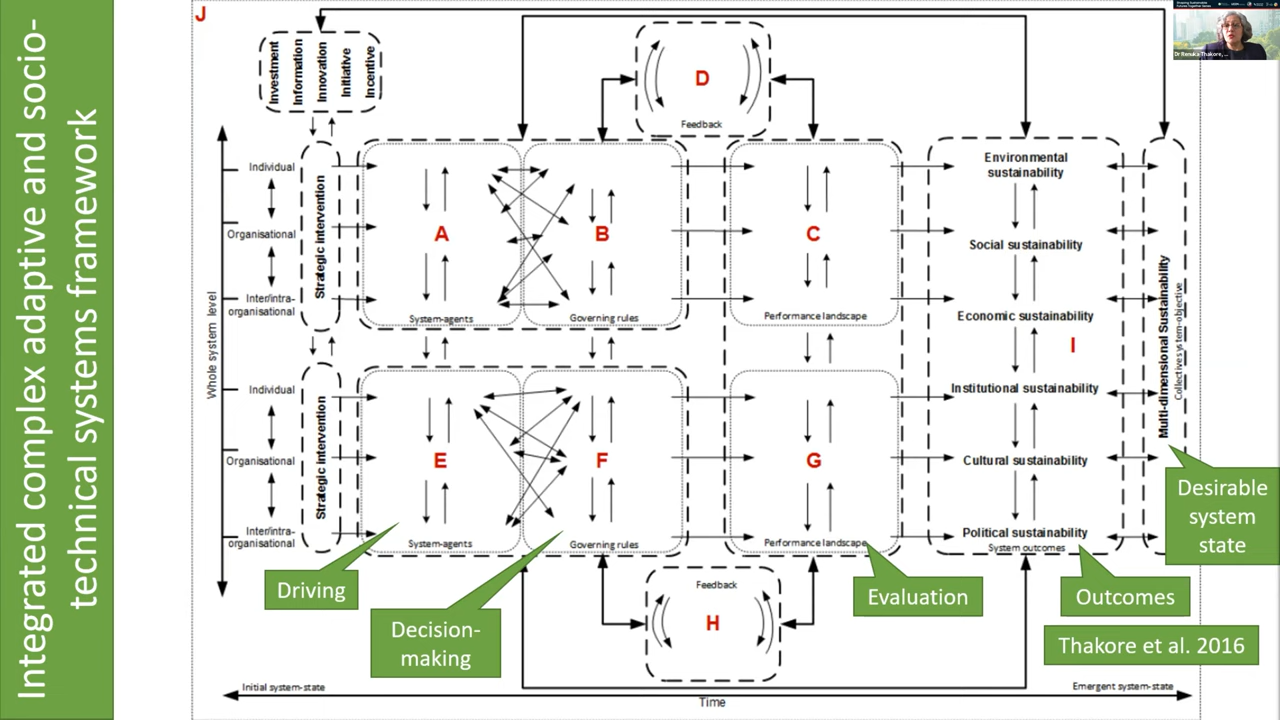 Integrated complex adaptive and socio-
technical systems framework
J
Investment
Information
Innovation
Initiative
Incentive
D
Feedback
Whole system level
Individual
Organisational
Inter/intra-
organisational
Strategic intervention
A
System-agents
B
Governing rules
C
Performance landscape
Individual
Organisational
Inter/intra-
organisational
Strategic intervention
E
System-agents
F
Governing rules
G
Performance landscape
Environmental
sustainability
Social sustainability
Economic sustainability
I
Institutional sustainability
Cultural sustainability
Political sustainability
System outcomes
Multi-dimensional Sustainability
Collective system-objective
Feedback
H
Driving
Decision-
making
Evaluation
Outcomes
Desirable
system
state
Thakore et al. 2016
Initial system-state
Time
Emergent system-state
Dr Renuka Thakore, ...